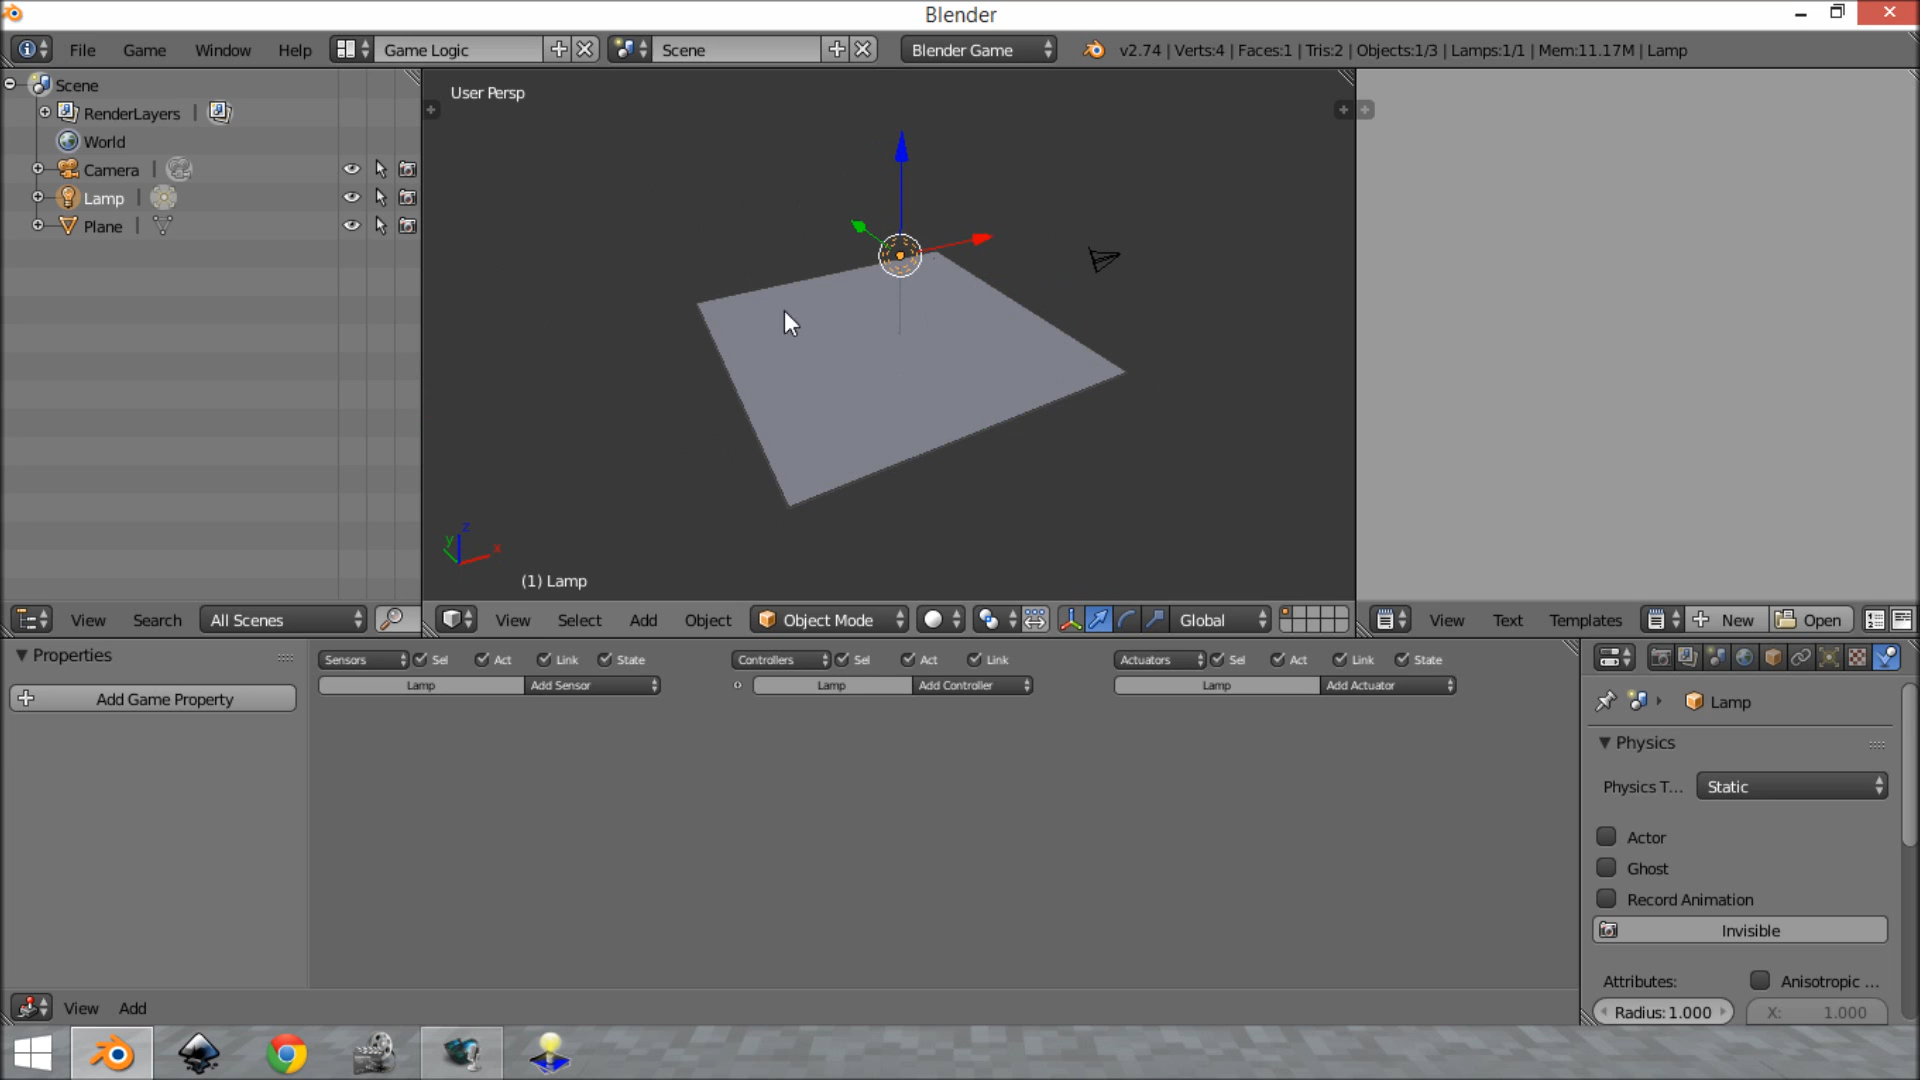 Blender
File Game Window Help Game Logic Scene Blender Game v2.74 | Verts:4 | Faces:1 | Tris:2 | Objects:1/3 | Lamps:1/1 | Mem:11.17M | Lamp
Scene
RenderLayers
World
Camera
Lamp
Plane
View Search All Scenes
User Persp
z
y
x
(1) Lamp
View Select Add Object Object Mode Global
View Text Templates New Open
Properties
Add Game Property
Sensors Sel Act Link State Controllers Sel Act Link Actuators Sel Act Link State
Lamp Add Sensor Lamp Add Controller Lamp Add Actuator
View Add
Lamp
Physics
Physics T... Static
Actor
Ghost
Record Animation
Invisible
Attributes: Anisotropic ...
Radius: 1.000 X: 1.000